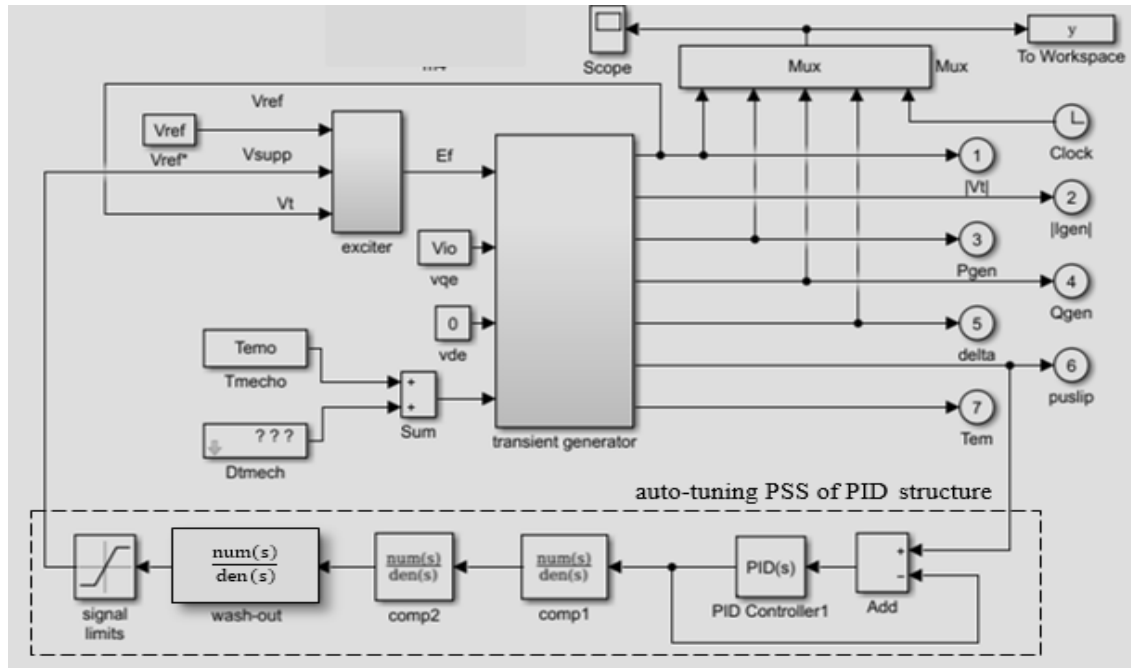 y
Scope
Mux
Mux
To Workspace
Vref
Vref
Vref*
Vsupp
Ef
Clock
1
|Vt|
Vt
2
|Igen|
exciter
Vio
vqe
3
Pgen
4
Qgen
0
vde
5
delta
Temo
Tmecho
+
+
Sum
6
puslip
7
Tem
? ? ?
Dtmech
transient generator
auto-tuning PSS of PID structure
num(s)
den(s)
num(s)
den(s)
num(s)
den(s)
PID(s)
+
−
signal
limits
wash-out
comp2
comp1
PID Controller1
Add